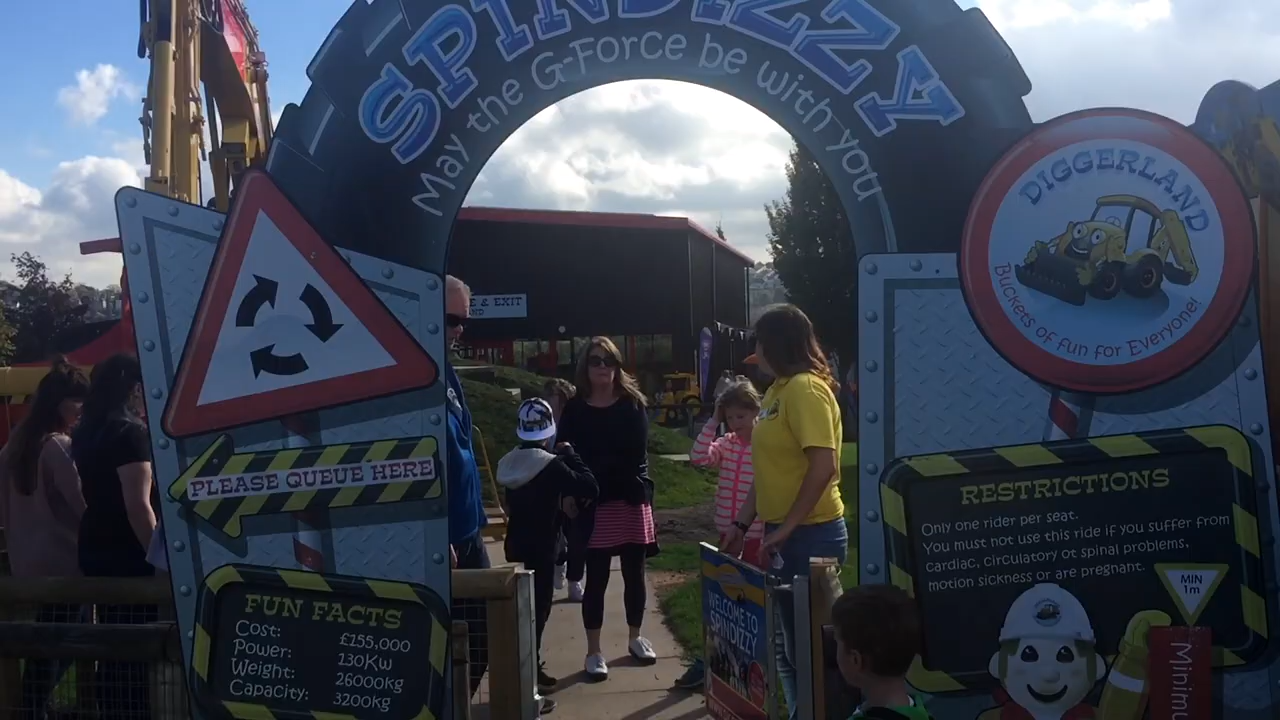 SPINDIZZY
May the G-Force be with you
DIGGERLAND
Buckets of fun for Everyone!
E & EXIT
PLEASE QUEUE HERE
RESTRICTIONS
Only one rider per seat.
You must not use this ride if you suffer from
cardiac, circulatory ot spinal problems,
motion sickness or are pregnant.
MIN
1m
FUN FACTS
Cost: £155,000
Power: 130Kw
Weight: 26000kg
Capacity: 3200kg
WELCOME TO
SPINDIZZY
Minimu